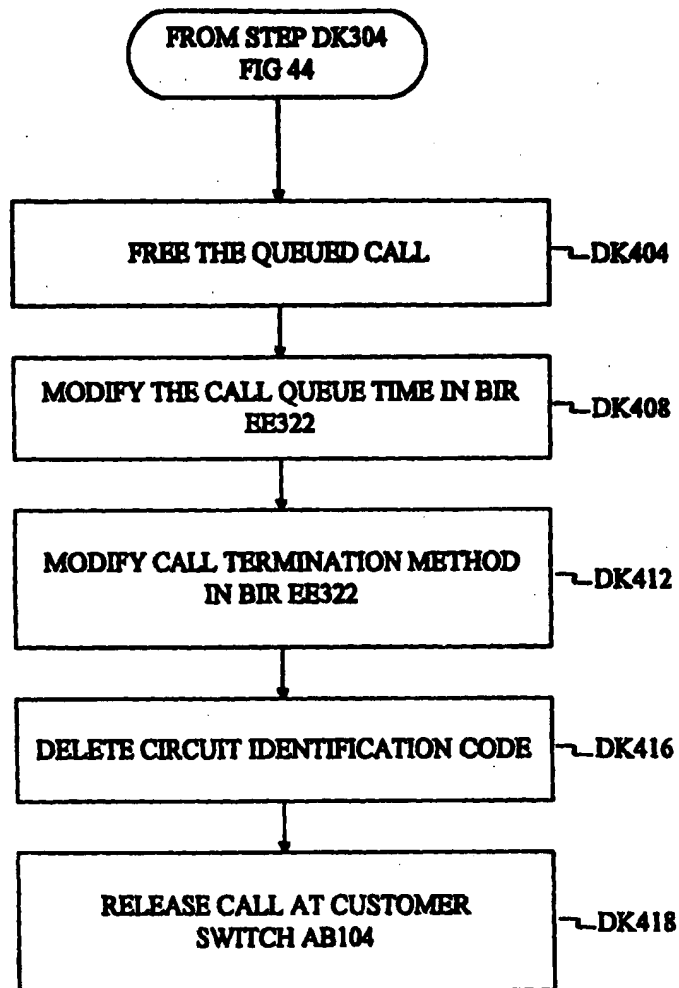 FROM STEP DK304
FIG 44
FREE THE QUEUED CALL
DK404
MODIFY THE CALL QUEUE TIME IN BIR
EE322
DK408
MODIFY CALL TERMINATION METHOD
IN BIR EE322
DK412
DELETE CIRCUIT IDENTIFICATION CODE
DK416
RELEASE CALL AT CUSTOMER
SWITCH AB104
DK418